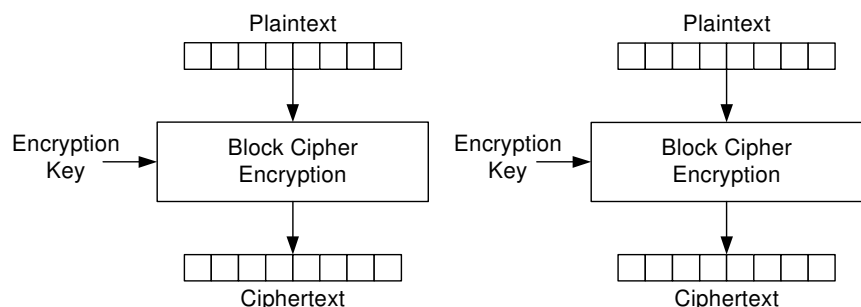 Plaintext
Encryption
Key
Block Cipher
Encryption
Ciphertext
Plaintext
Encryption
Key
Block Cipher
Encryption
Ciphertext